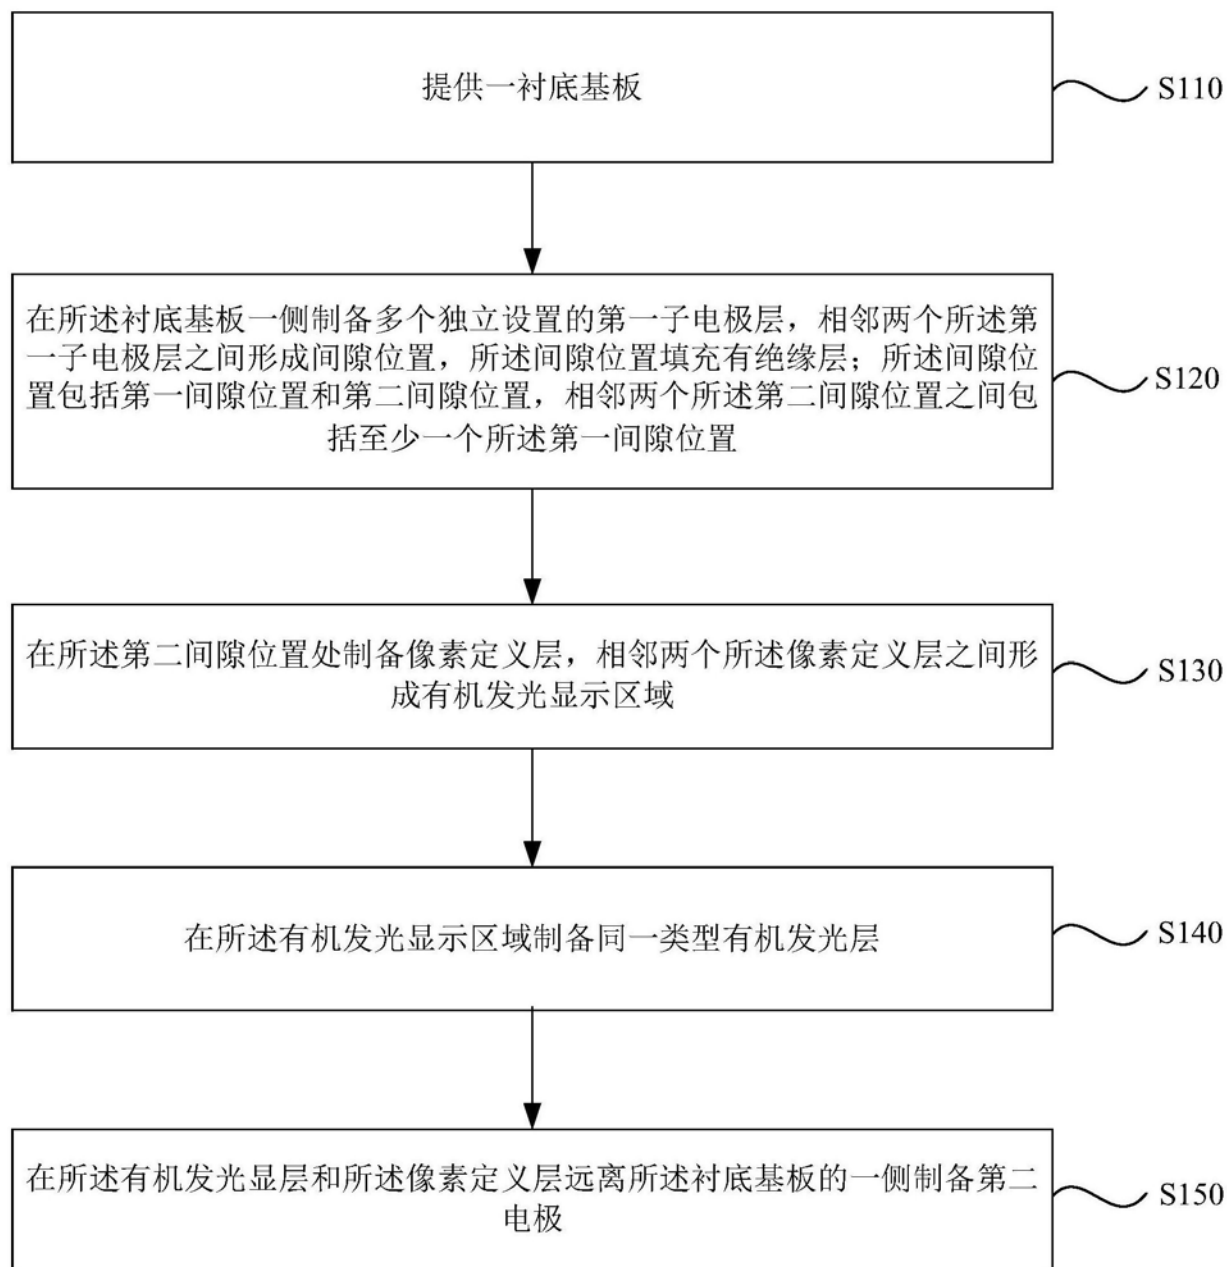 提供一衬底基板
S110
在所述衬底基板一侧制备多个独立设置的第一子电极层，相邻两个所述第
一子电极层之间形成间隙位置，所述间隙位置填充有绝缘层；所述间隙位
置包括第一间隙位置和第二间隙位置，相邻两个所述第二间隙位置之间包
括至少一个所述第一间隙位置
S120
在所述第二间隙位置处制备像素定义层，相邻两个所述像素定义层之间形
成有机发光显示区域
S130
在所述有机发光显示区域制备同一类型有机发光层
S140
在所述有机发光显层和所述像素定义层远离所述衬底基板的一侧制备第二
电极
S150